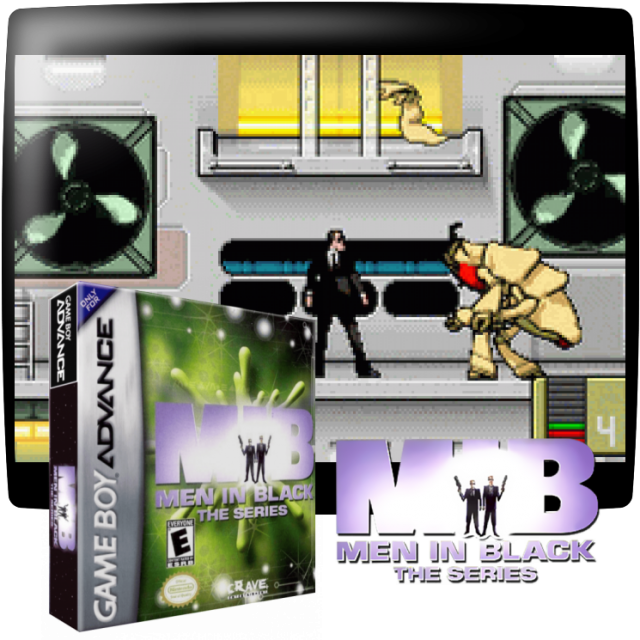 4
ONLY
FOR
GAME BOY
ADVANCE
GAME BOY ADVANCE
MIB
MEN IN BLACK
THE SERIES
EVERYONE
E
CRAVE
MIB
MEN IN BLACK
THE SERIES